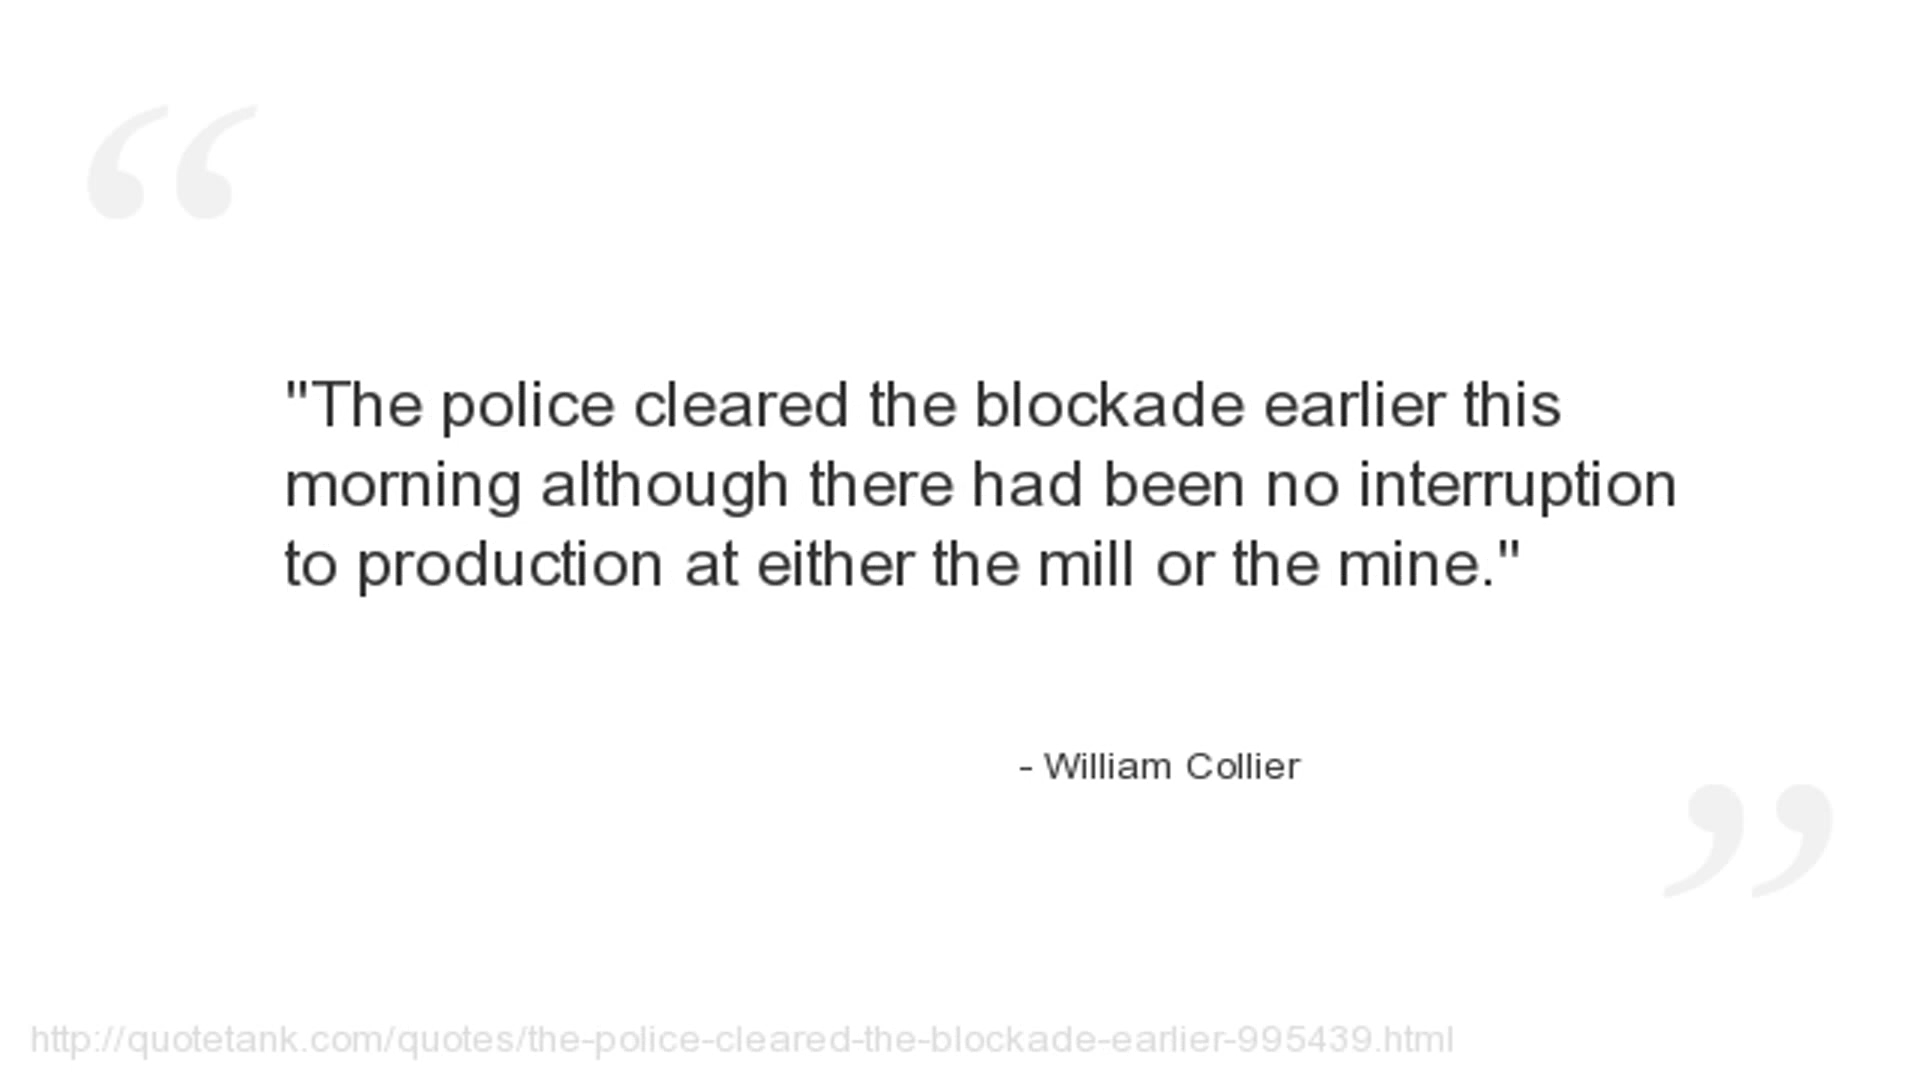 "The police cleared the blockade earlier this
morning although there had been no interruption
to production at either the mill or the mine."
- William Collier
http://quotetank.com/quotes/the-police-cleared-the-blockade-earlier-995439.html